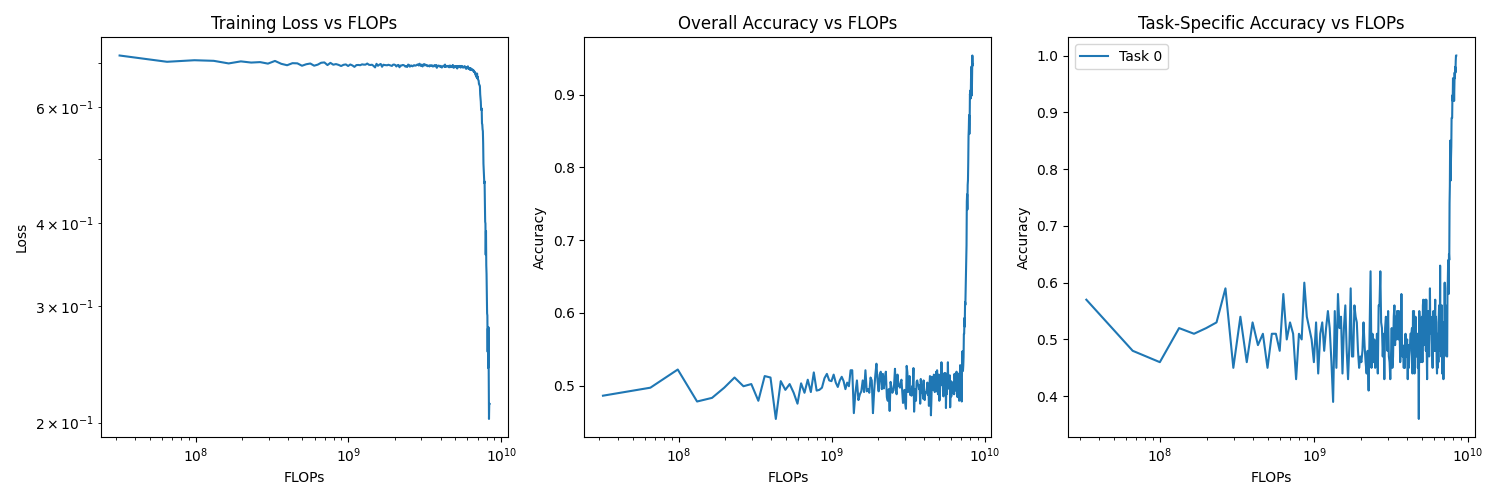 Training Loss vs FLOPs
6 × 10⁻¹
4 × 10⁻¹
3 × 10⁻¹
2 × 10⁻¹
Loss
10⁸ 10⁹ 10¹⁰
FLOPs
Overall Accuracy vs FLOPs
0.9
0.8
0.7
0.6
0.5
Accuracy
10⁸ 10⁹ 10¹⁰
FLOPs
Task-Specific Accuracy vs FLOPs
Task 0
1.0
0.9
0.8
0.7
0.6
0.5
0.4
Accuracy
10⁸ 10⁹ 10¹⁰
FLOPs